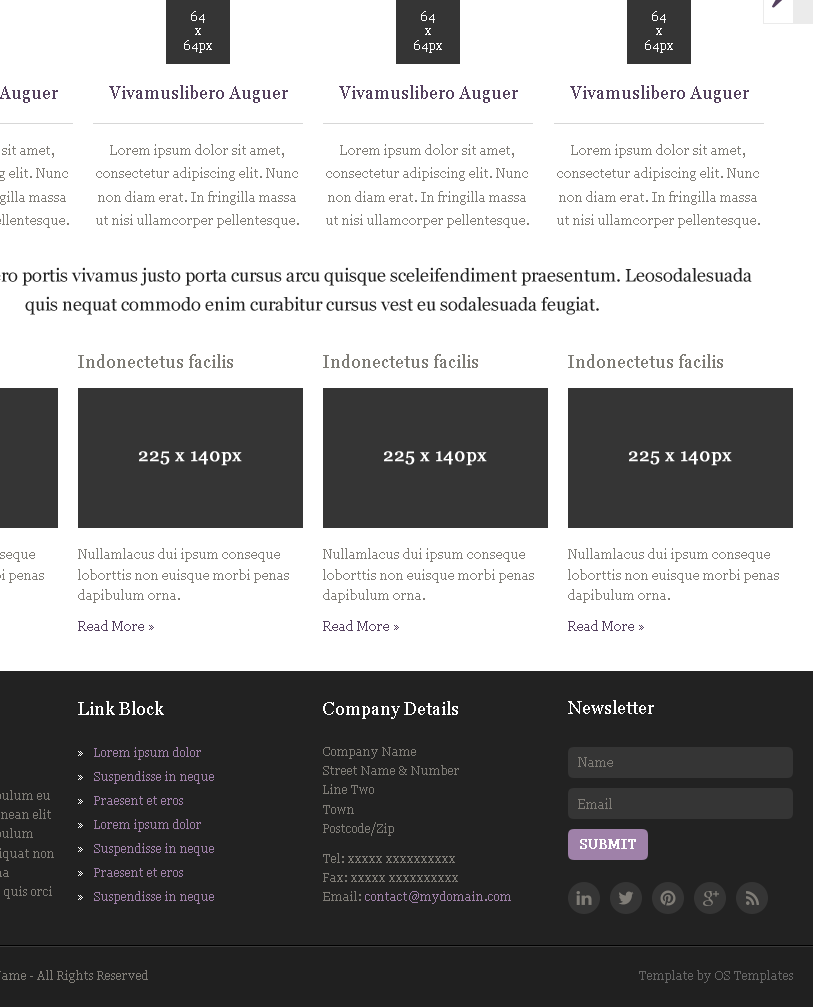 64 64 64
x x x
64px 64px 64px
Auguer Vivamuslibero Auguer Vivamuslibero Auguer Vivamuslibero Auguer
sit amet, Lorem ipsum dolor sit amet, Lorem ipsum dolor sit amet, Lorem ipsum dolor sit amet,
elit. Nunc consectetur adipiscing elit. Nunc consectetur adipiscing elit. Nunc consectetur adipiscing elit. Nunc
massa non diam erat. In fringilla massa non diam erat. In fringilla massa non diam erat. In fringilla massa
ut nisi ullamcorper pellentesque. ut nisi ullamcorper pellentesque. ut nisi ullamcorper pellentesque.
portis vivamus justo porta cursus arcu quisque sceleifendiment praesentum. Leosodalesuada
quis nequat commodo enim curabitur cursus vest eu sodalesuada feugiat.
Indonectetus facilis Indonectetus facilis Indonectetus facilis
225 x 140px 225 x 140px 225 x 140px
Nullamlacus dui ipsum conseque Nullamlacus dui ipsum conseque Nullamlacus dui ipsum conseque
penas loborttis non euisque morbi penas loborttis non euisque morbi penas loborttis non euisque morbi penas
dapibulum orna. dapibulum orna. dapibulum orna.
Read More » Read More » Read More »
eu
elit
non
quis orci
Link Block
» Lorem ipsum dolor
» Suspendisse in neque
» Praesent et eros
» Lorem ipsum dolor
» Suspendisse in neque
» Praesent et eros
» Suspendisse in neque
Company Details
Company Name
Street Name & Number
Line Two
Town
Postcode/Zip
Tel: xxxxx xxxxxxxxxx
Fax: xxxxx xxxxxxxxxx
Email: contact@mydomain.com
Newsletter
Name
Email
SUBMIT
- All Rights Reserved
Template by OS Templates